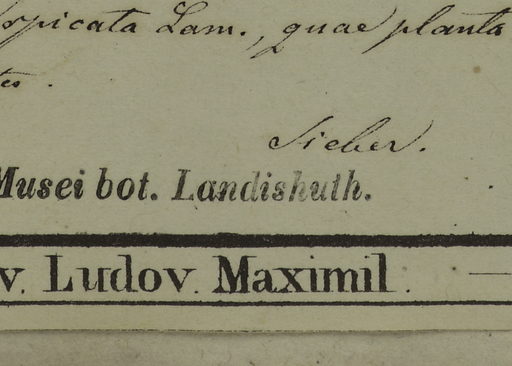 spicata Lam., quae planta
Sieber.
Musei bot. Landishuth.
v. Ludov. Maximil.